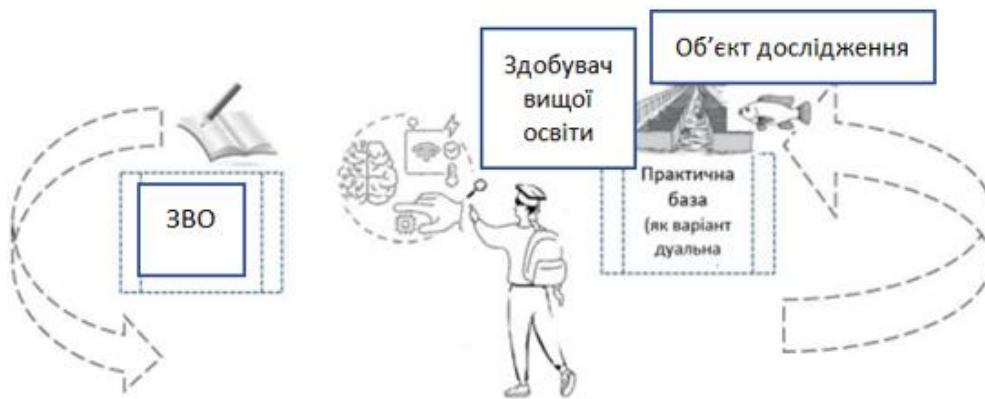 Об’єкт дослідження
Здобувач
вищої
освіти
ЗВО
Практична
база
(як варіант
дуальна